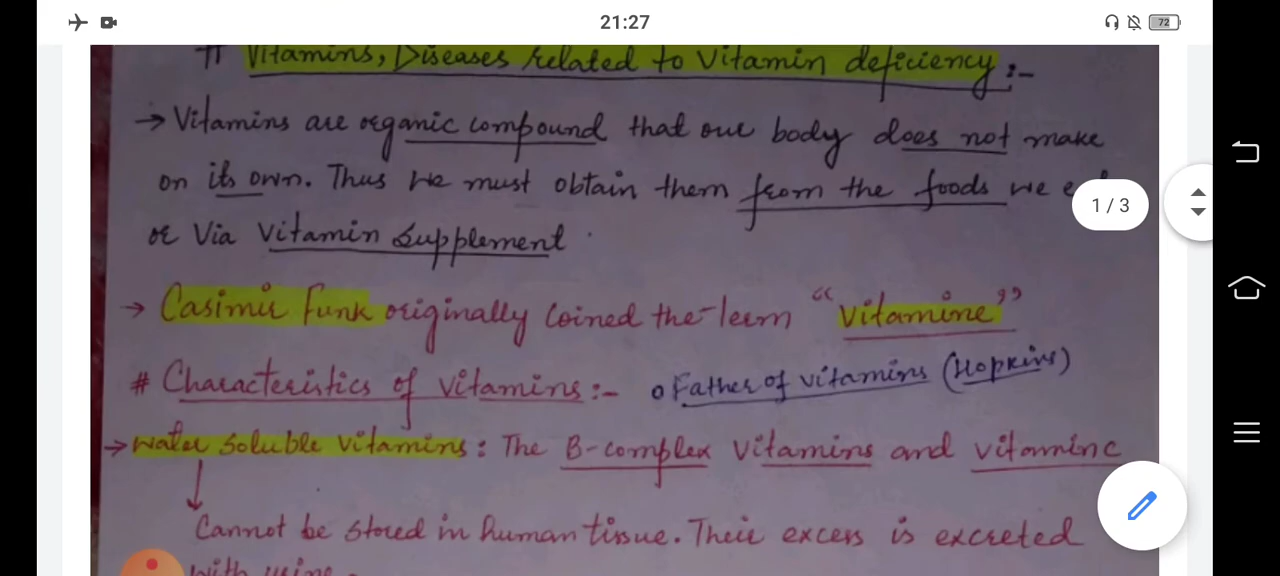 21:27
72
# Vitamins, Diseases related to Vitamin deficiency :-
→ Vitamins are organic compound that our body does not make
on its own. Thus we must obtain them from the foods we
or Via Vitamin Supplement
1 / 3
→ Casimir Funk originally coined the term "Vitamine"
# Characteristics of vitamins :- o Father of vitamins (Hopkins)
→ Water Soluble Vitamins : The B-complex Vitamins and vitaminc
Cannot be stored in human tissue. Their excess is excreted
with urine.